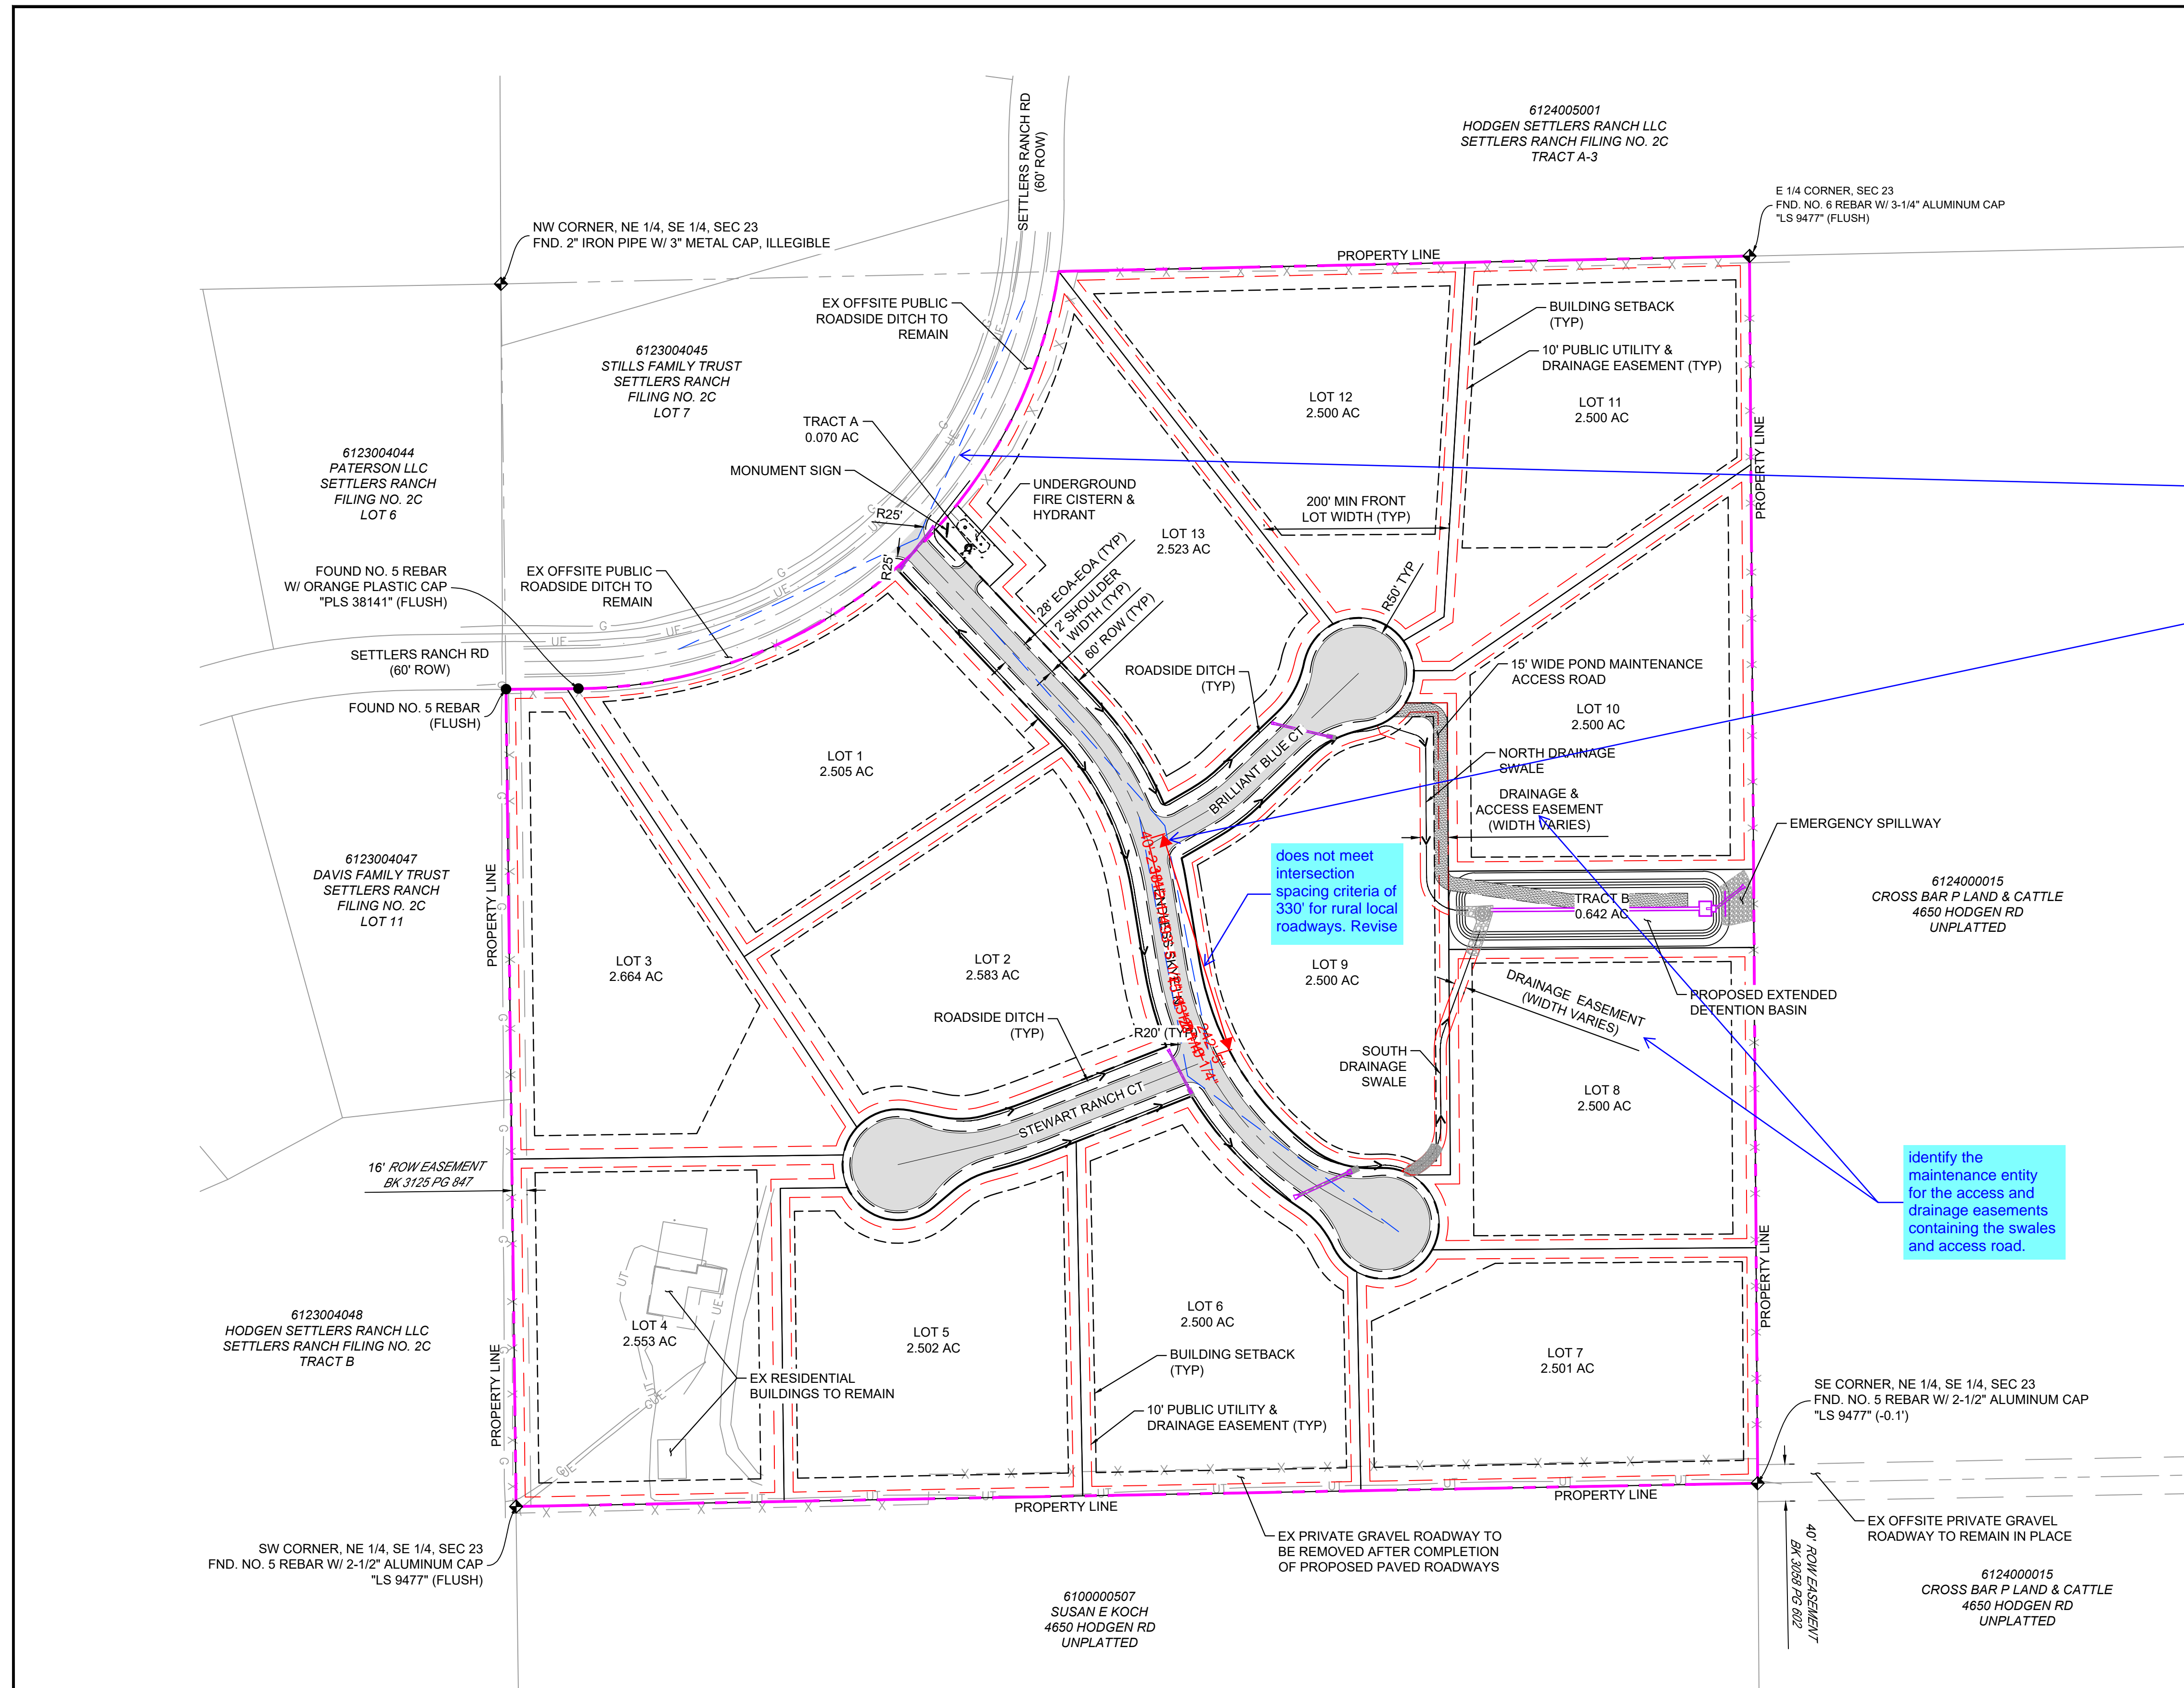 6124005001
HODGEN SETTLERS RANCH LLC
SETTLERS RANCH FILING NO. 2C
TRACT A-3
SETTLERS RANCH RD
(60' ROW)
E 1/4 CORNER, SEC 23
FND. NO. 6 REBAR W/ 3-1/4" ALUMINUM CAP
"LS 9477" (FLUSH)
NW CORNER, NE 1/4, SE 1/4, SEC 23
FND. 2" IRON PIPE W/ 3" METAL CAP, ILLEGIBLE
PROPERTY LINE
EX OFFSITE PUBLIC
ROADSIDE DITCH TO
REMAIN
BUILDING SETBACK
(TYP)
10' PUBLIC UTILITY &
DRAINAGE EASEMENT (TYP)
6123004045
STILLS FAMILY TRUST
SETTLERS RANCH
FILING NO. 2C
LOT 7
LOT 12
2.500 AC
LOT 11
2.500 AC
TRACT A
0.070 AC
MONUMENT SIGN
PROPERTY LINE
6123004044
PATERSON LLC
SETTLERS RANCH
FILING NO. 2C
LOT 6
UNDERGROUND
FIRE CISTERN &
HYDRANT
200' MIN FRONT
LOT WIDTH (TYP)
R25'
R25'
LOT 13
2.523 AC
FOUND NO. 5 REBAR
W/ ORANGE PLASTIC CAP
"PLS 38141" (FLUSH)
EX OFFSITE PUBLIC
ROADSIDE DITCH TO
REMAIN
28' EOA-EOA (TYP)
2' SHOULDER
WIDTH (TYP)
60' ROW (TYP)
R50' TYP
SETTLERS RANCH RD
(60' ROW)
ROADSIDE DITCH
(TYP)
15' WIDE POND MAINTENANCE
ACCESS ROAD
FOUND NO. 5 REBAR
(FLUSH)
LOT 10
2.500 AC
LOT 1
2.505 AC
BRILLIANT BLUE CT
NORTH DRAINAGE
SWALE
DRAINAGE &
ACCESS EASEMENT
(WIDTH VARIES)
EMERGENCY SPILLWAY
does not meet
intersection
spacing criteria of
330' for rural local
roadways. Revise
6123004047
DAVIS FAMILY TRUST
SETTLERS RANCH
FILING NO. 2C
LOT 11
PROPERTY LINE
TRACT B
0.642 AC
6124000015
CROSS BAR P LAND & CATTLE
4650 HODGEN RD
UNPLATTED
LOT 3
2.664 AC
LOT 2
2.583 AC
LOT 9
2.500 AC
DRAINAGE EASEMENT
(WIDTH VARIES)
PROPOSED EXTENDED
DETENTION BASIN
ROADSIDE DITCH
(TYP)
R20' (TYP)
242'-5"
SOUTH
DRAINAGE
SWALE
LOT 8
2.500 AC
STEWART RANCH CT
16' ROW EASEMENT
BK 3125 PG 847
identify the
maintenance entity
for the access and
drainage easements
containing the swales
and access road.
PROPERTY LINE
6123004048
HODGEN SETTLERS RANCH LLC
SETTLERS RANCH FILING NO. 2C
TRACT B
LOT 4
2.553 AC
LOT 5
2.502 AC
LOT 6
2.500 AC
LOT 7
2.501 AC
PROPERTY LINE
BUILDING SETBACK
(TYP)
EX RESIDENTIAL
BUILDINGS TO REMAIN
10' PUBLIC UTILITY &
DRAINAGE EASEMENT (TYP)
SE CORNER, NE 1/4, SE 1/4, SEC 23
FND. NO. 5 REBAR W/ 2-1/2" ALUMINUM CAP
"LS 9477" (-0.1')
PROPERTY LINE
PROPERTY LINE
SW CORNER, NE 1/4, SE 1/4, SEC 23
FND. NO. 5 REBAR W/ 2-1/2" ALUMINUM CAP
"LS 9477" (FLUSH)
EX PRIVATE GRAVEL ROADWAY TO
BE REMOVED AFTER COMPLETION
OF PROPOSED PAVED ROADWAYS
EX OFFSITE PRIVATE GRAVEL
ROADWAY TO REMAIN IN PLACE
40' ROW EASEMENT
BK 3058 PG 602
6100000507
SUSAN E KOCH
4650 HODGEN RD
UNPLATTED
6124000015
CROSS BAR P LAND & CATTLE
4650 HODGEN RD
UNPLATTED